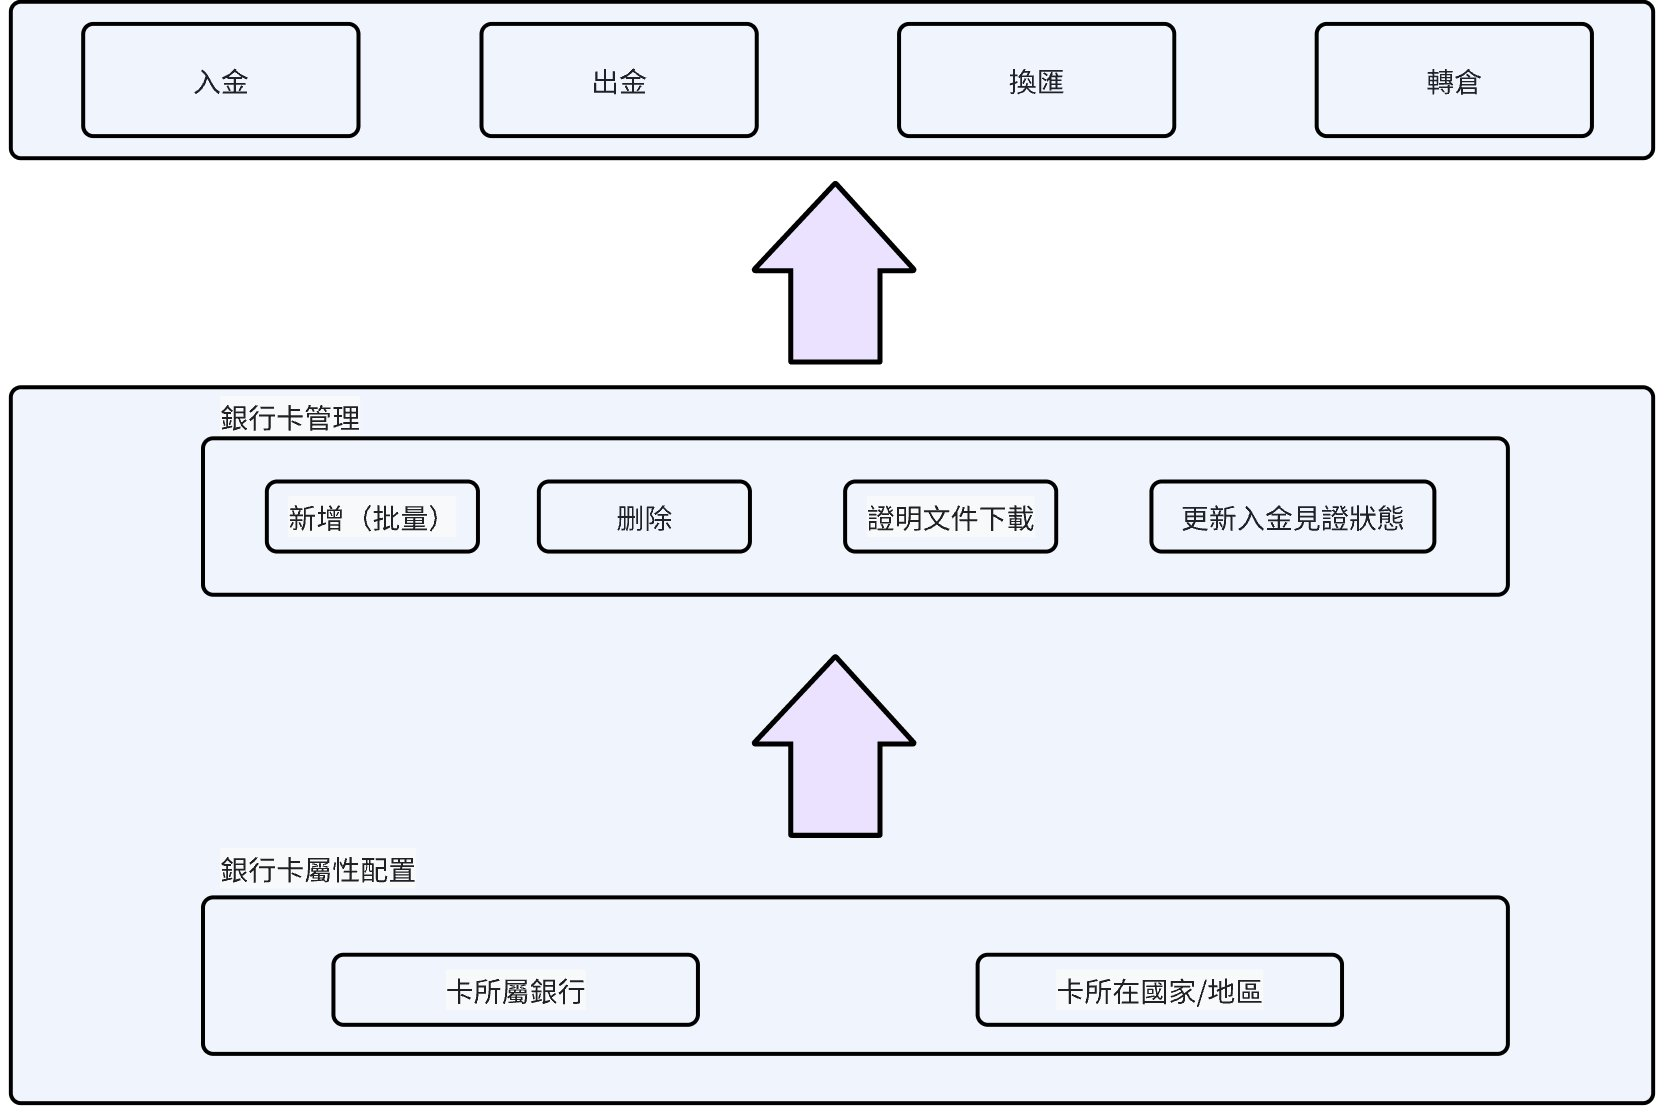 入金
出金
換匯
轉倉
銀行卡管理
新增（批量）
刪除
證明文件下載
更新入金見證狀態
銀行卡屬性配置
卡所屬銀行
卡所在國家/地區